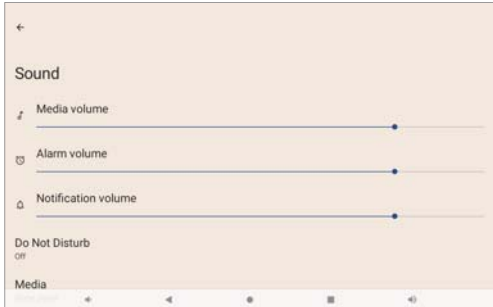 Sound
Media volume
Alarm volume
Notification volume
Do Not Disturb
Off
Media